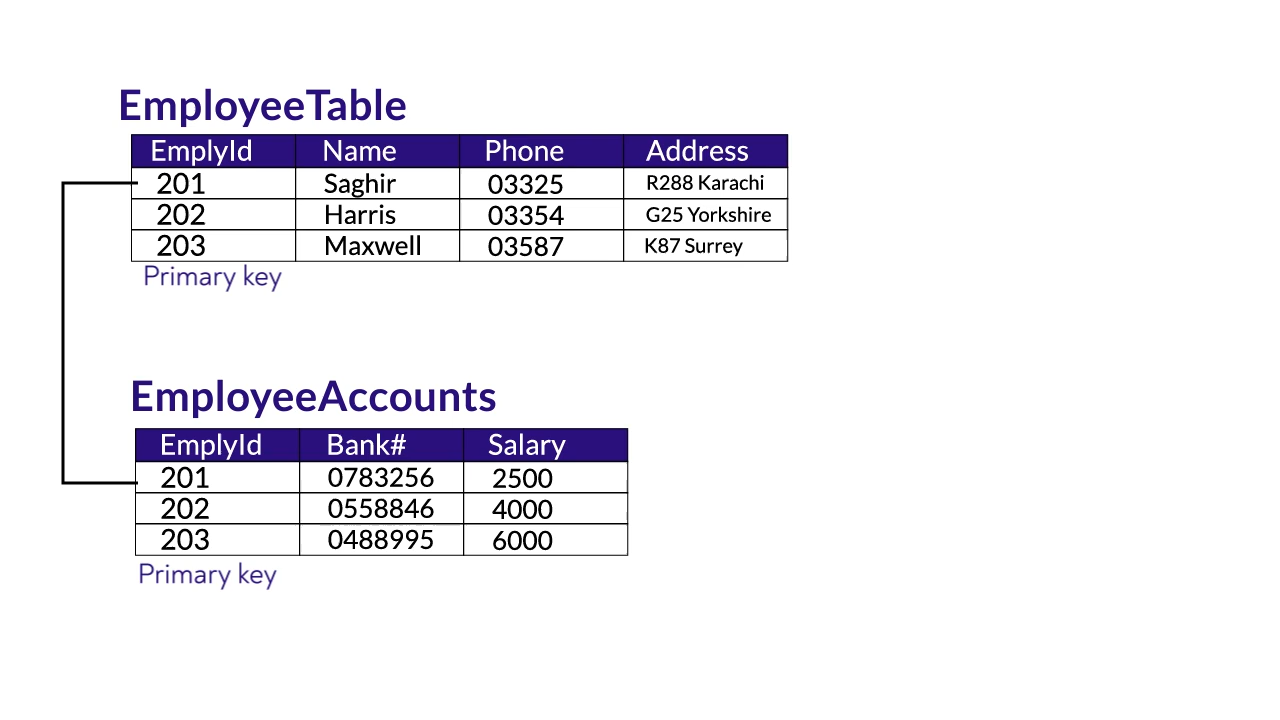 EmployeeTable
EmplyId Name Phone Address
201 Saghir 03325 R288 Karachi
202 Harris 03354 G25 Yorkshire
203 Maxwell 03587 K87 Surrey
Primary key
EmployeeAccounts
EmplyId Bank# Salary
201 0783256 2500
202 0558846 4000
203 0488995 6000
Primary key